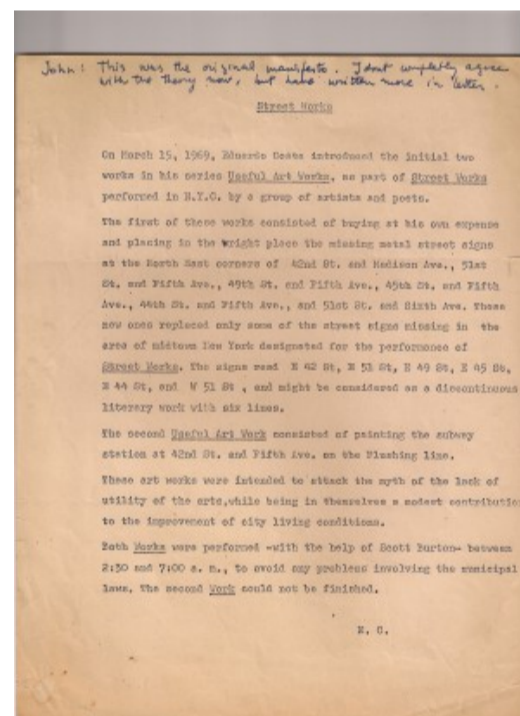 John: This was the original manifesto. I dont completely agree
with the theory now, but have written more in letter.
Street Works
On March 15, 1969, Eduardo Costa introduced the initial two
works in his series Useful Art Works, as part of Street Works
performed in N.Y.C. by a group of artists and poets.
The first of these works consisted of buying at his own expense
and placing in the wright place the missing metal street signs
at the North East corners of 42nd St. and Madison Ave., 51st
St. and Fifth Ave., 49th St. and Fifth Ave., 45th St. and Fifth
Ave., 44th St. and Fifth Ave., and 51st St. and Sixth Ave. These
new ones replaced only some of the street signs missing in the
area of midtown New York designated for the performance of
Street Works. The signs read E 42 St, E 51 St, E 49 St, E 45 St,
E 44 St, and W 51 St , and might be considered as a discontinuous
literary work with six lines.
The second Useful Art Work consisted of painting the subway
station at 42nd St. and Fifth Ave. on the Flushing line.
These art works were intended to attack the myth of the lack of
utility of the arts,while being in themselves a modest contribution
to the improvement of city living conditions.
Both Works were performed -with the help of Scott Burton- between
2:30 and 7:00 a. m., to avoid any problem involving the municipal
laws. The second Work could not be finished.
E. C.